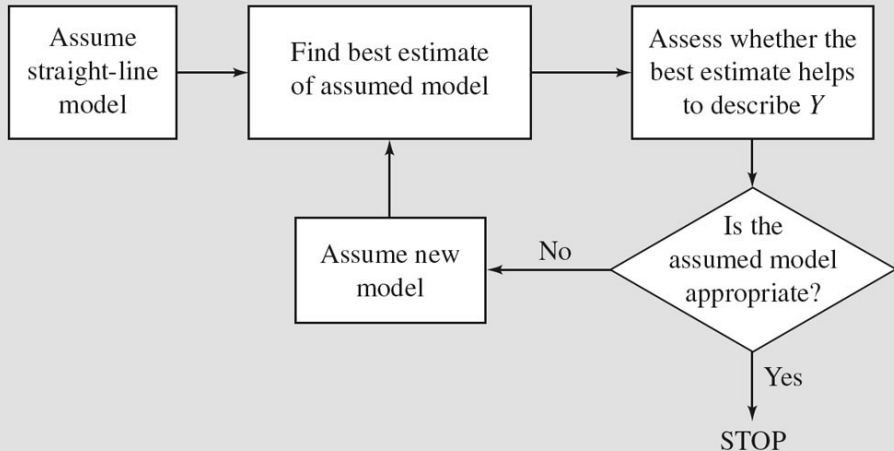 Assume
straight-line
model
Find best estimate
of assumed model
Assess whether the
best estimate helps
to describe Y
Is the
assumed model
appropriate?
No
Assume new
model
Yes
STOP